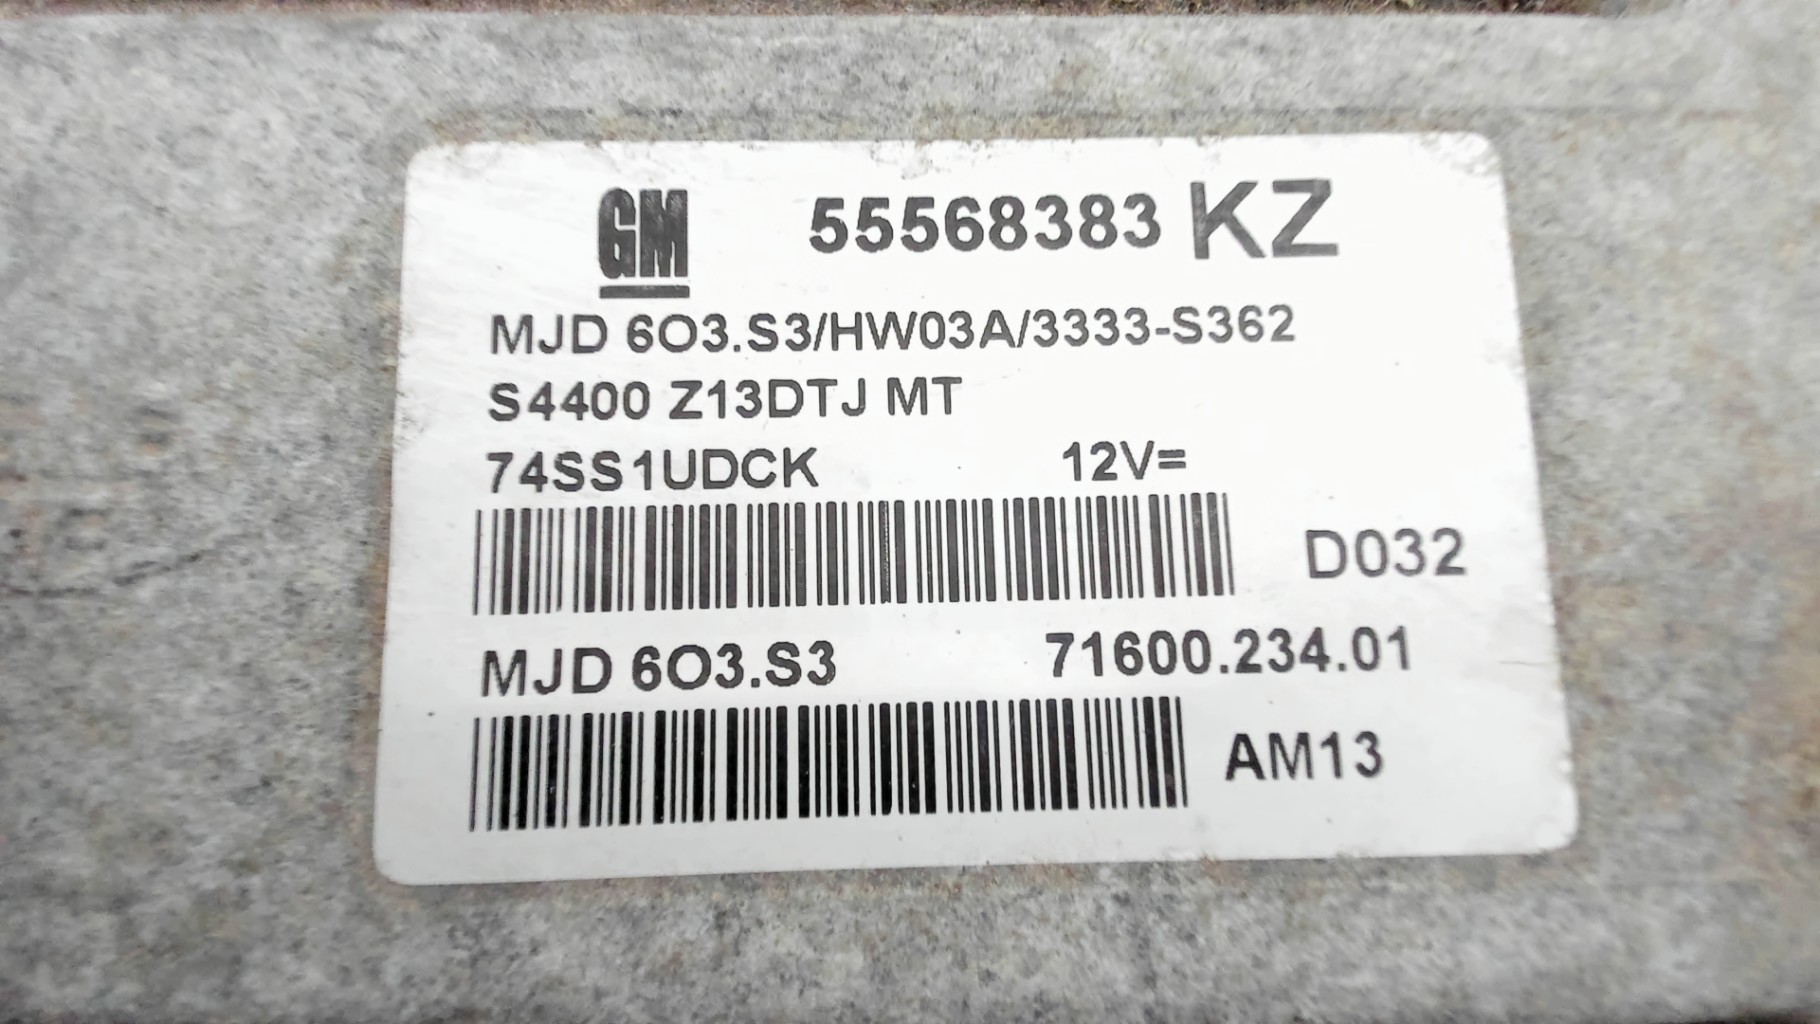 GM 55568383 KZ
MJD 6O3.S3/HW03A/3333-S362
S4400 Z13DTJ MT
74SS1UDCK 12V=
D032
MJD 6O3.S3 71600.234.01
AM13